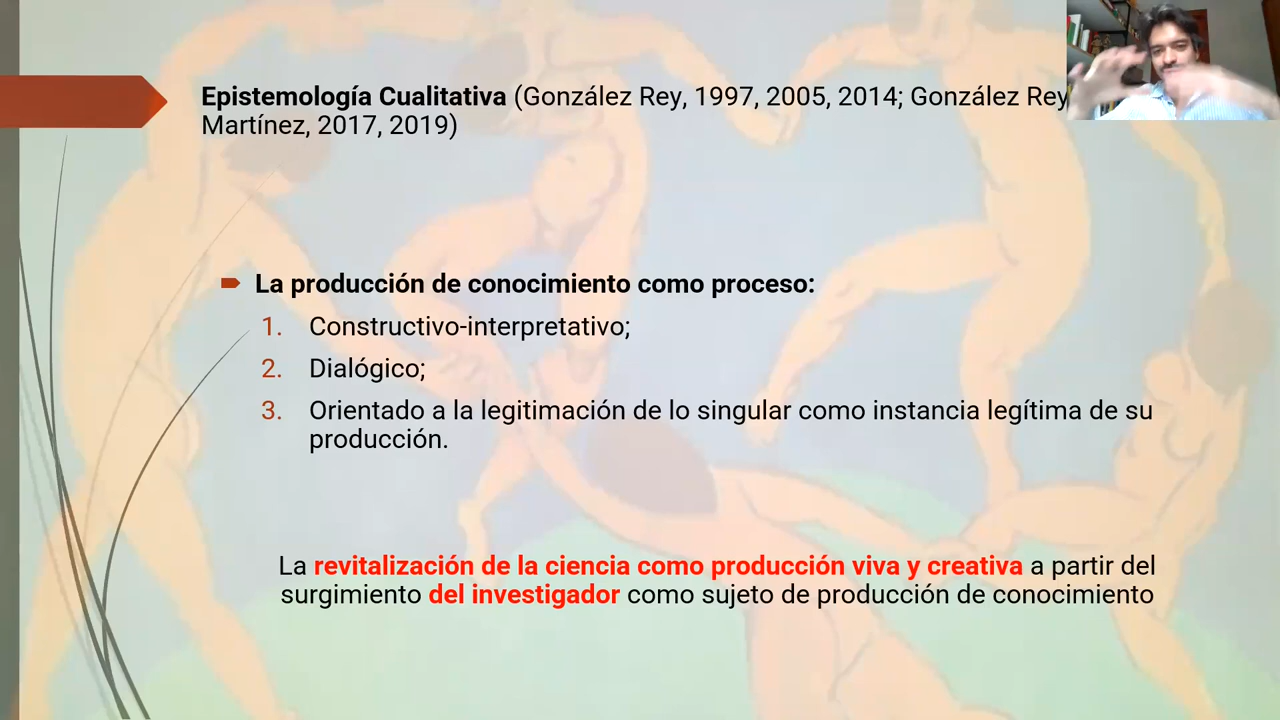 Epistemología Cualitativa (González Rey, 1997, 2005, 2014; González Rey
Martínez, 2017, 2019)
La producción de conocimiento como proceso:
1. Constructivo-interpretativo;
2. Dialógico;
3. Orientado a la legitimación de lo singular como instancia legítima de su
producción.
La revitalización de la ciencia como producción viva y creativa a partir del
surgimiento del investigador como sujeto de producción de conocimiento